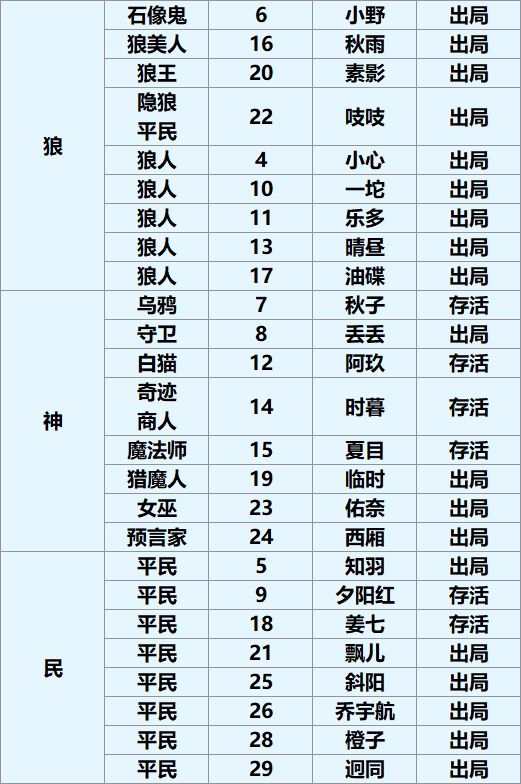 狼
石像鬼 6 小野 出局
狼美人 16 秋雨 出局
狼王 20 素影 出局
隐狼
平民 22 吱吱 出局
狼人 4 小心 出局
狼人 10 一坨 出局
狼人 11 乐多 出局
狼人 13 晴昼 出局
狼人 17 油碟 出局
神
乌鸦 7 秋子 存活
守卫 8 丢丢 出局
白猫 12 阿玖 存活
奇迹
商人 14 时暮 存活
魔法师 15 夏目 存活
猎魔人 19 临时 出局
女巫 23 佑奈 出局
预言家 24 西厢 出局
民
平民 5 知羽 出局
平民 9 夕阳红 存活
平民 18 姜七 存活
平民 21 飘儿 出局
平民 25 斜阳 出局
平民 26 乔宇航 出局
平民 28 橙子 出局
平民 29 迥同 出局